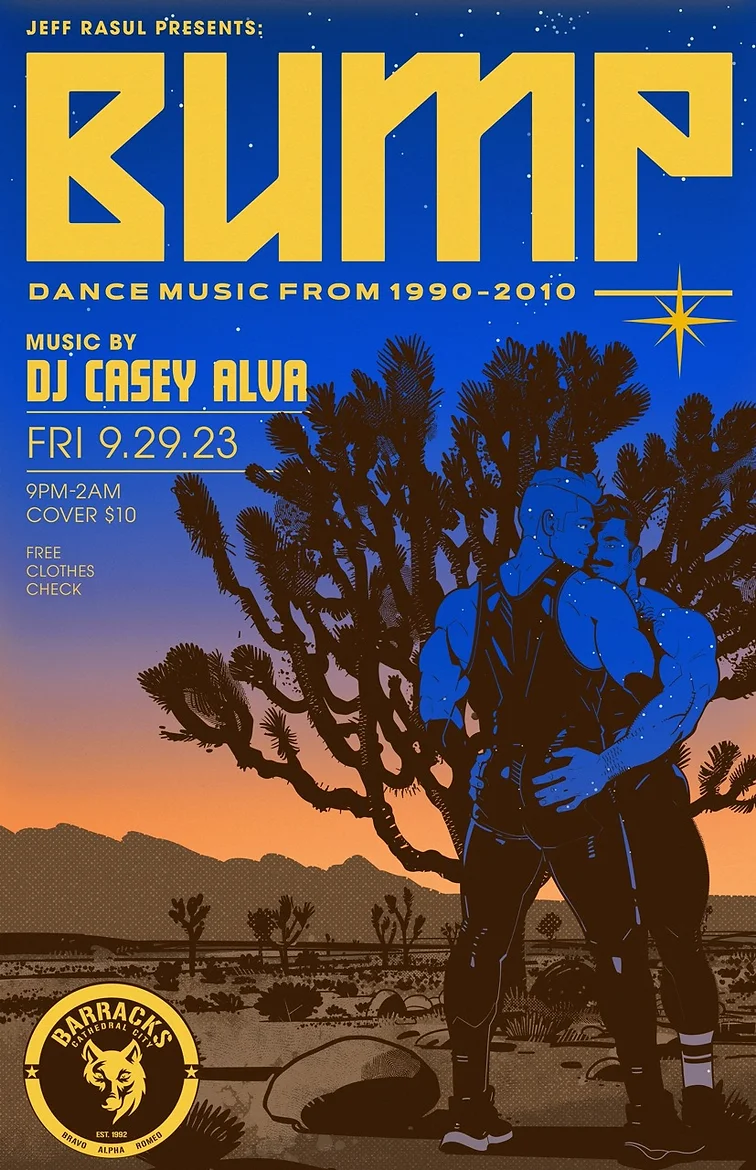 JEFF RASUL PRESENTS:
BUMP
DANCE MUSIC FROM 1990-2010
MUSIC BY
DJ CASEY ALVA
FRI 9.29.23
9PM-2AM
COVER $10
FREE
CLOTHES
CHECK
BARRACKS
CATHEDRAL CITY
EST. 1992
BRAVO ALPHA ROMEO